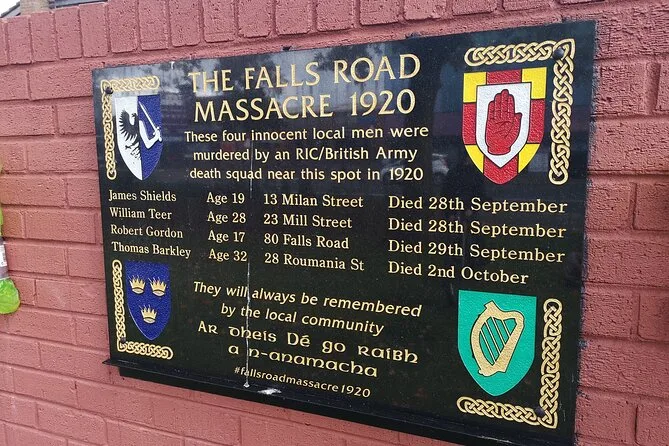 THE FALLS ROAD
MASSACRE 1920
These four innocent local men were
murdered by an RIC/British Army
death squad near this spot in 1920
James Shields Age 19 13 Milan Street Died 28th September
William Teer Age 28 23 Mill Street Died 28th September
Robert Gordon Age 17 80 Falls Road Died 29th September
Thomas Barkley Age 32 28 Roumania St Died 2nd October
They will always be remembered
by the local community
Ar dheis Dé go raibh
a n-anamacha
#fallsroadmassacre1920